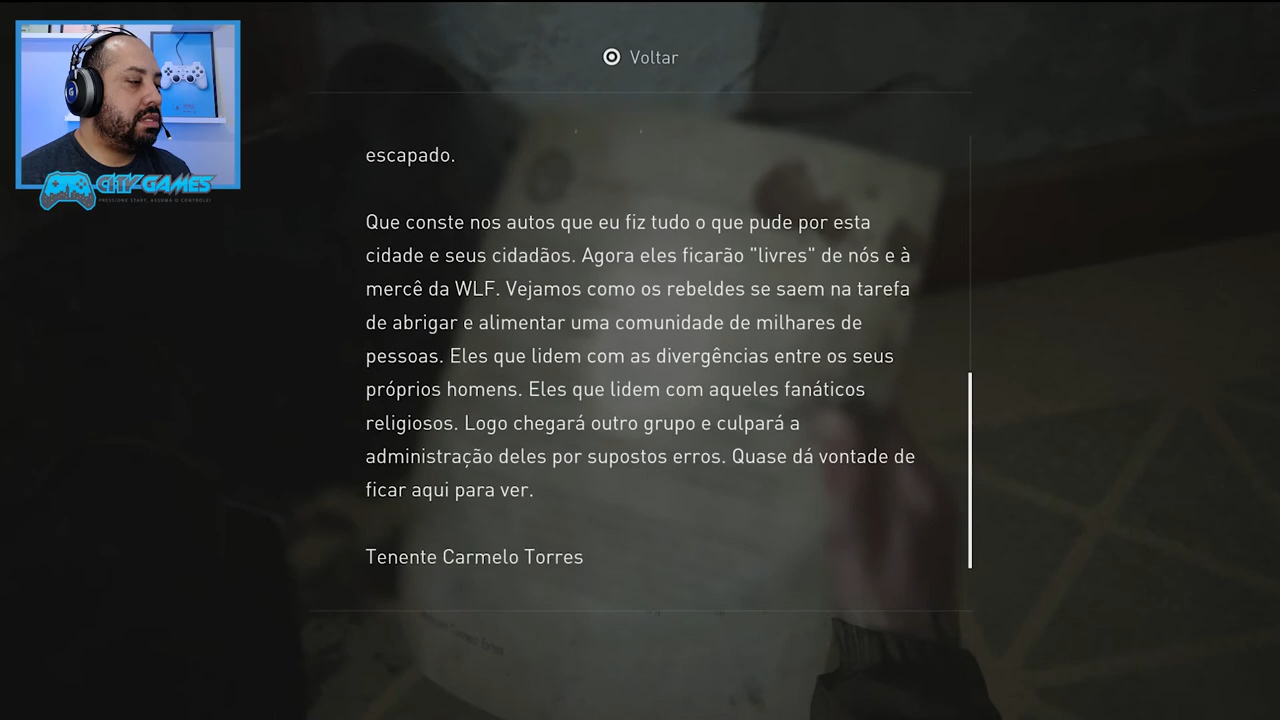 Voltar
CITY GAMES
PRESSIONE START, ASSUMA O CONTROLE!
escapado.
Que conste nos autos que eu fiz tudo o que pude por esta
cidade e seus cidadãos. Agora eles ficarão "livres" de nós e à
mercê da WLF. Vejamos como os rebeldes se saem na tarefa
de abrigar e alimentar uma comunidade de milhares de
pessoas. Eles que lidem com as divergências entre os seus
próprios homens. Eles que lidem com aqueles fanáticos
religiosos. Logo chegará outro grupo e culpará a
administração deles por supostos erros. Quase dá vontade de
ficar aqui para ver.
Tenente Carmelo Torres